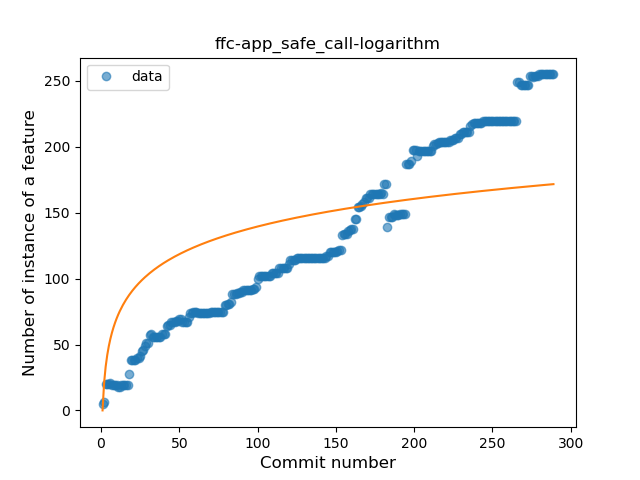 ffc-app_safe_call-logarithm
data
Number of instance of a feature
250
200
150
100
50
0
0 50 100 150 200 250 300
Commit number